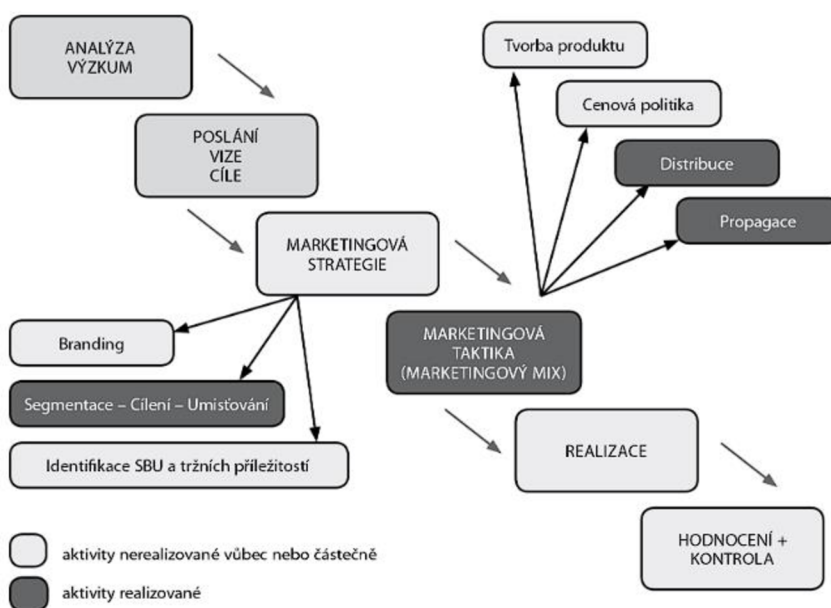 ANALÝZA
VÝZKUM
POSLÁNÍ
VIZE
CÍLE
MARKETINGOVÁ
STRATEGIE
Branding
Segmentace – Cílení – Umisťování
Identifikace SBU a tržních příležitostí
Tvorba produktu
Cenová politika
Distribuce
Propagace
MARKETINGOVÁ
TAKTIKA
(MARKETINGOVÝ MIX)
REALIZACE
HODNOCENÍ +
KONTROLA
aktivity nerealizované vůbec nebo částečně
aktivity realizované